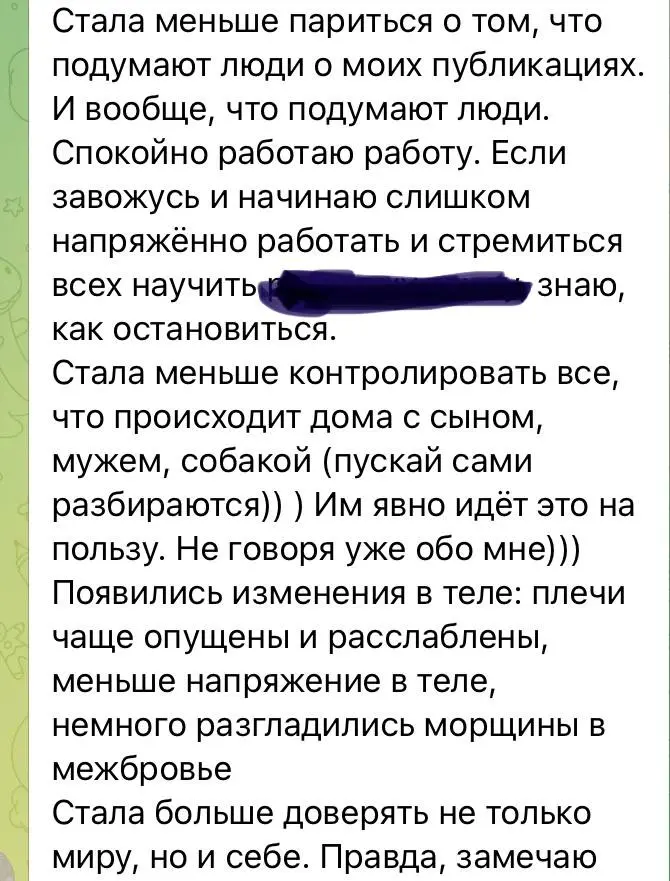 Стала меньше париться о том, что
подумают люди о моих публикациях.
И вообще, что подумают люди.
Спокойно работаю работу. Если
завожусь и начинаю слишком
напряжённо работать и стремиться
всех научить знаю,
как остановиться.
Стала меньше контролировать все,
что происходит дома с сыном,
мужем, собакой (пускай сами
разбираются)) ) Им явно идёт это на
пользу. Не говоря уже обо мне)))
Появились изменения в теле: плечи
чаще опущены и расслаблены,
меньше напряжение в теле,
немного разгладились морщины в
межбровье
Стала больше доверять не только
миру, но и себе. Правда, замечаю